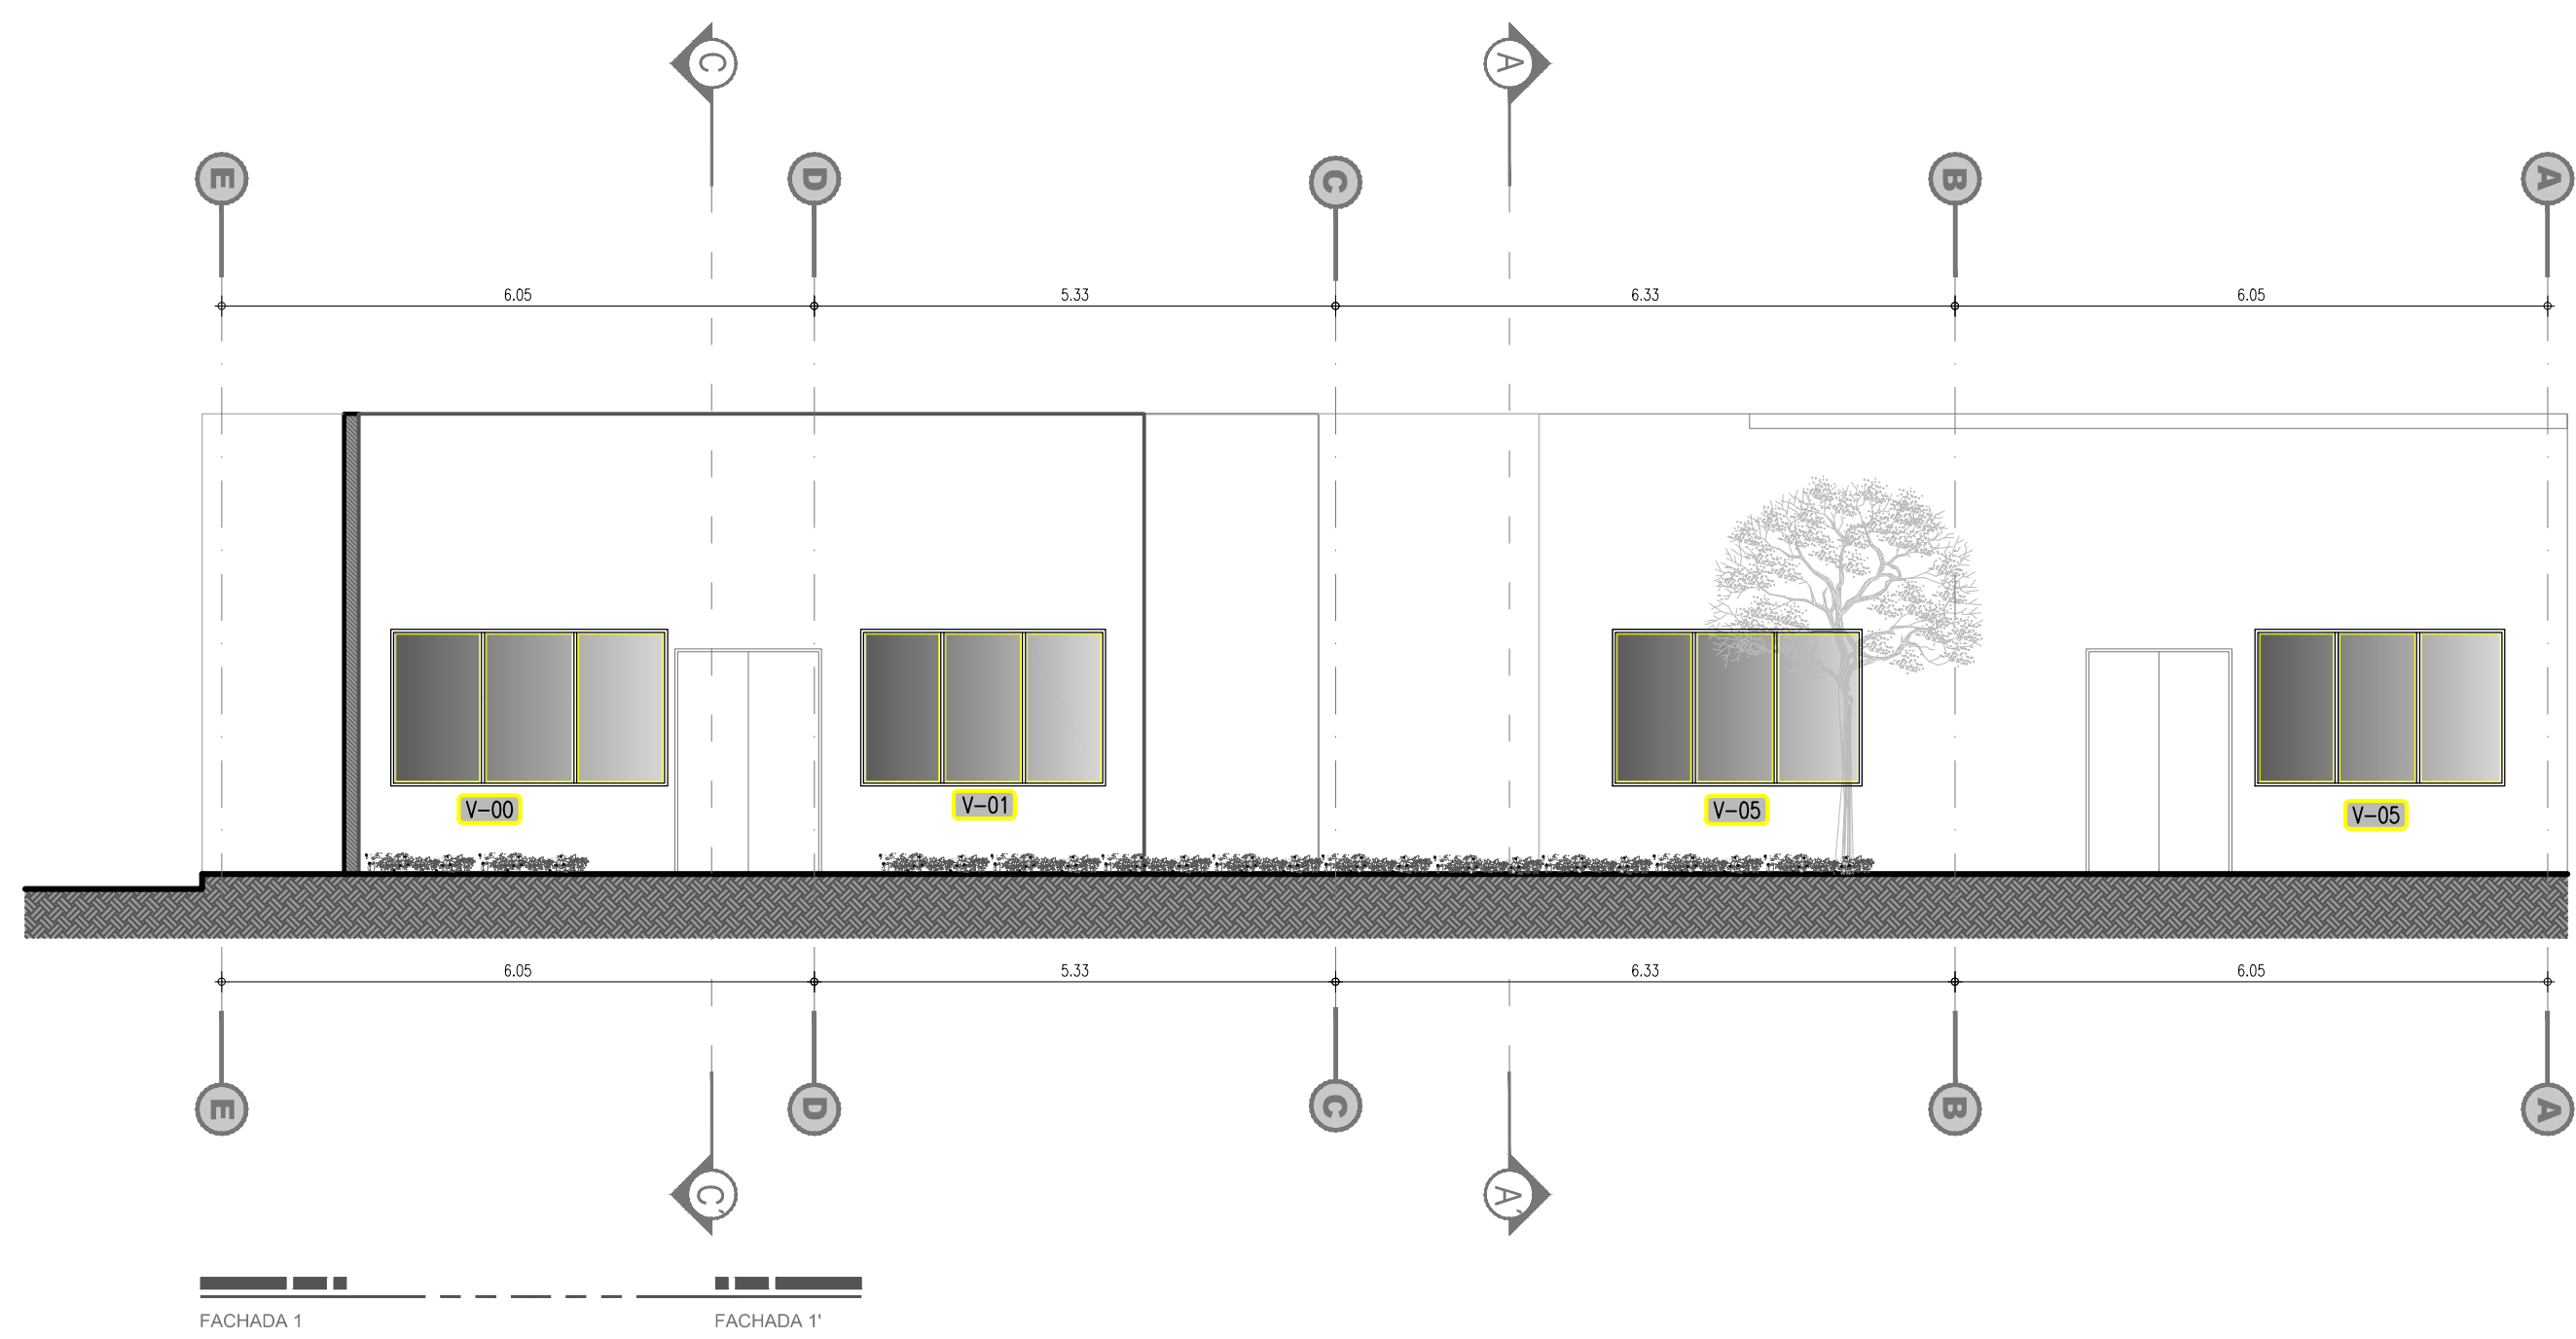 C A
E D C B A
6.05 5.33 6.33 6.05
V-00 V-01 V-05 V-05
6.05 5.33 6.33 6.05
E D C B A
C' A'
FACHADA 1 FACHADA 1'